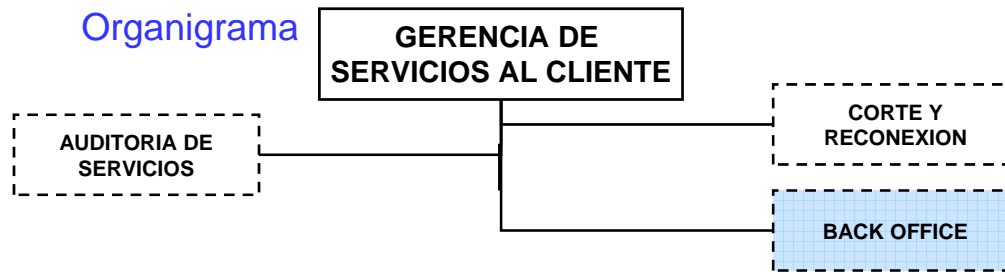 Organigrama
GERENCIA DE
SERVICIOS AL CLIENTE
AUDITORIA DE
SERVICIOS
CORTE Y
RECONEXION
BACK OFFICE